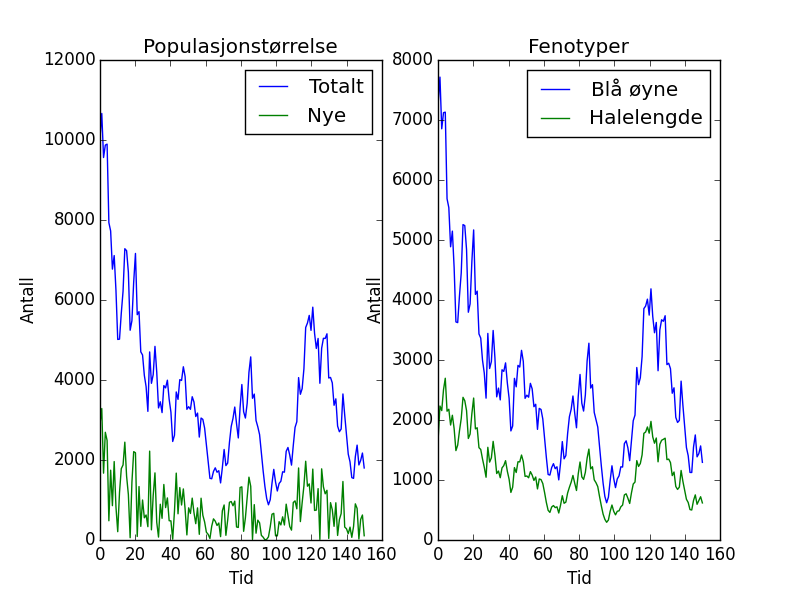 Populasjonstørrelse
12000
10000
8000
6000
4000
2000
0
Antall
Totalt
Nye
0 20 40 60 80 100 120 140 160
Tid
Fenotyper
8000
7000
6000
5000
4000
3000
2000
1000
0
Antall
Blå øyne
Halelengde
0 20 40 60 80 100 120 140 160
Tid